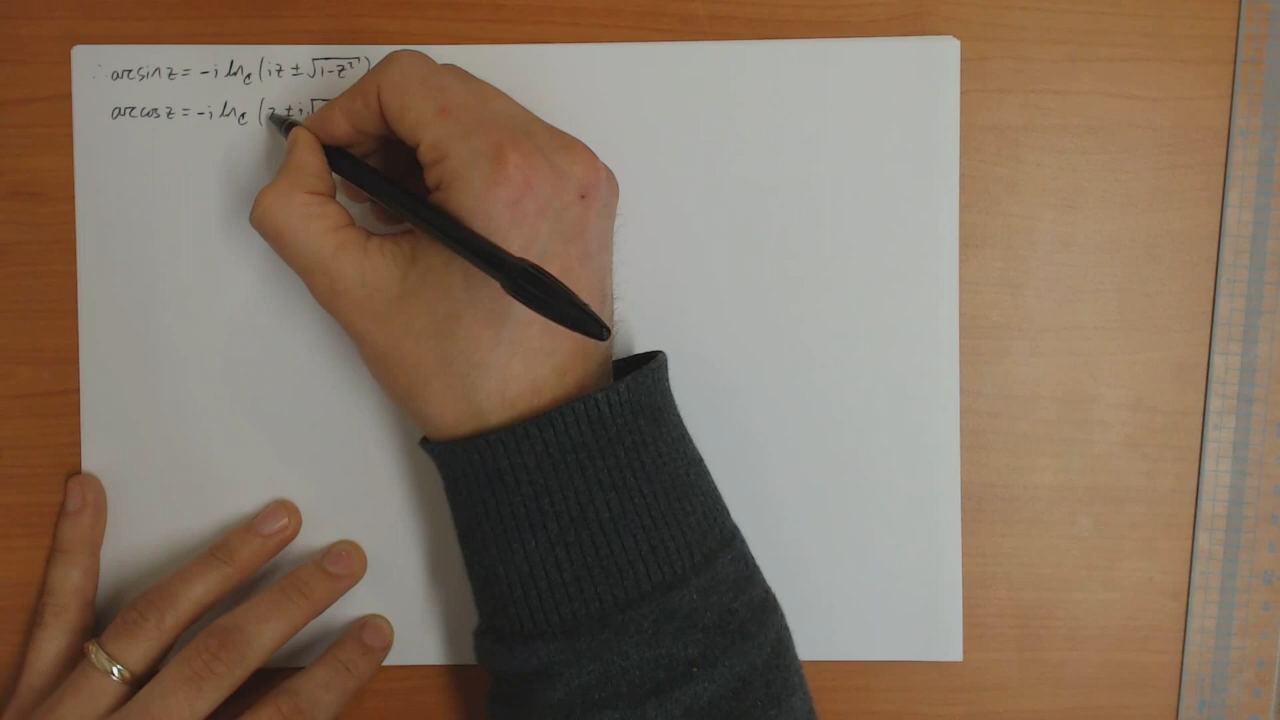 ∴ arcsin z = -i ln_C (iz ± √(1-z²))
arccos z = -i ln_C (z ± i √